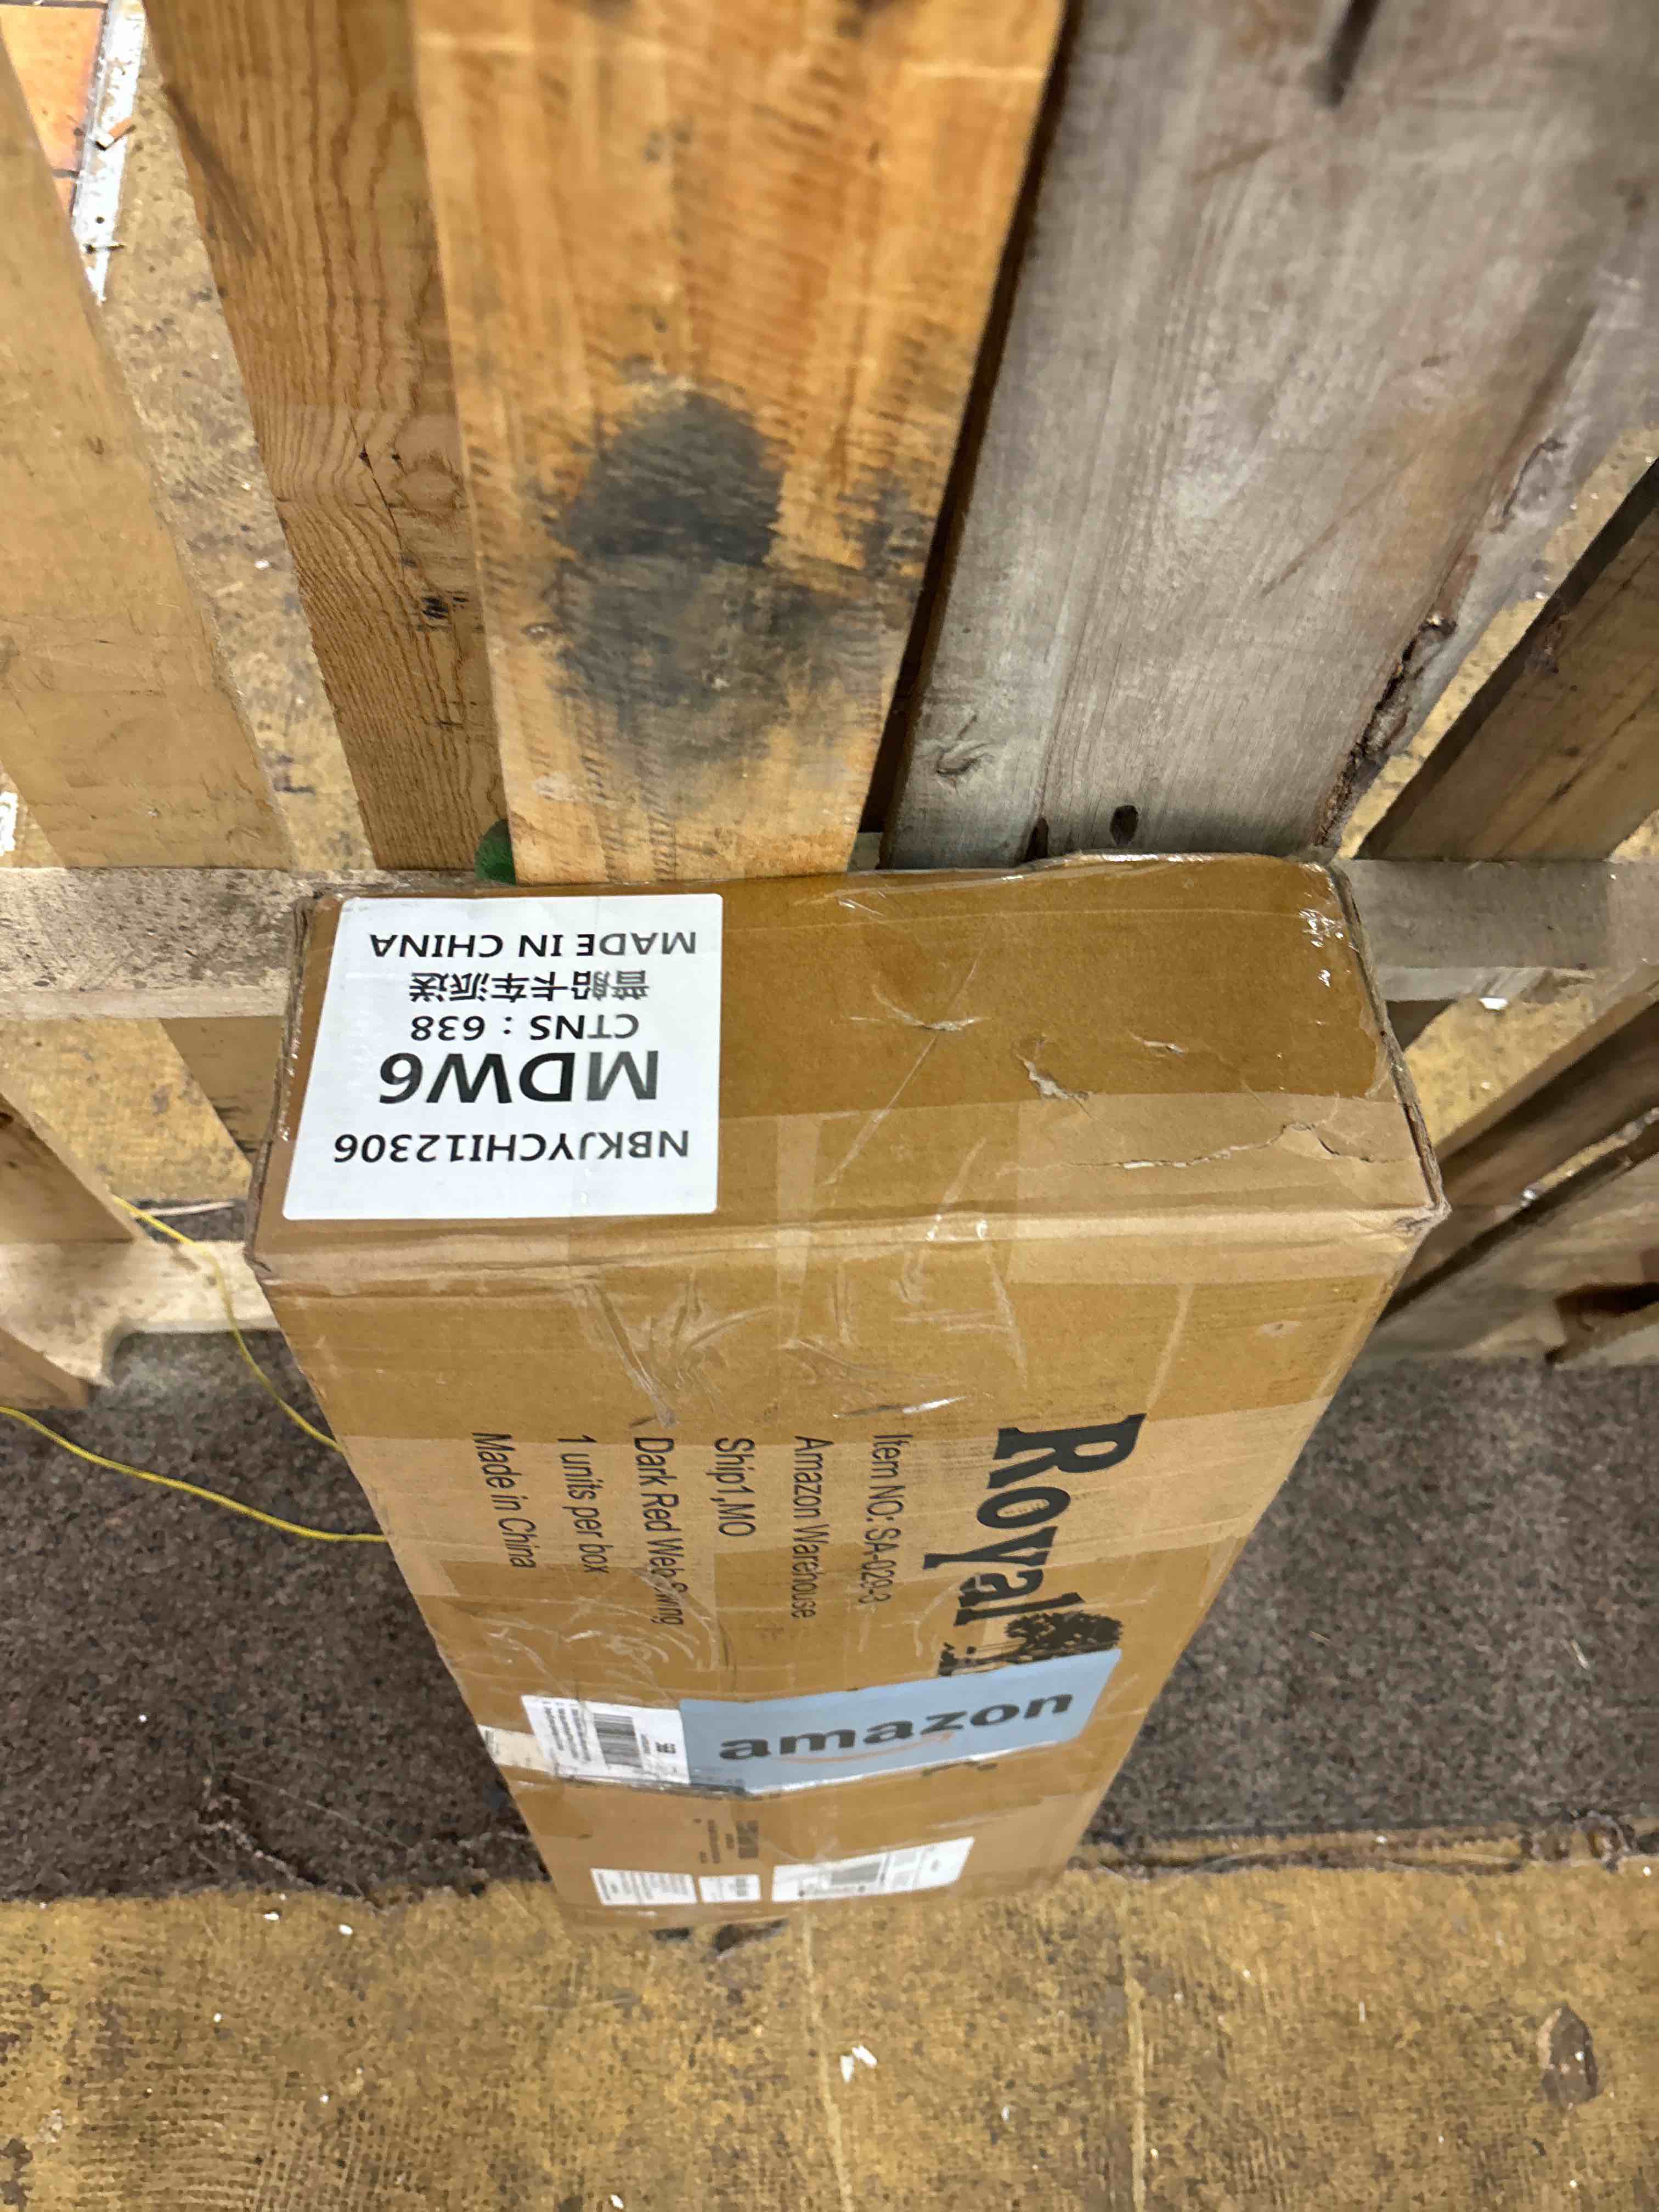 NBKJYCHI12306
MDW6
CTNS : 638
普船卡车派送
MADE IN CHINA
Royal
Item NO: SA-029-3
Amazon Warehouse
Ship1,MO
Dark Red Web Swing
1 units per box
Made in China
amazon